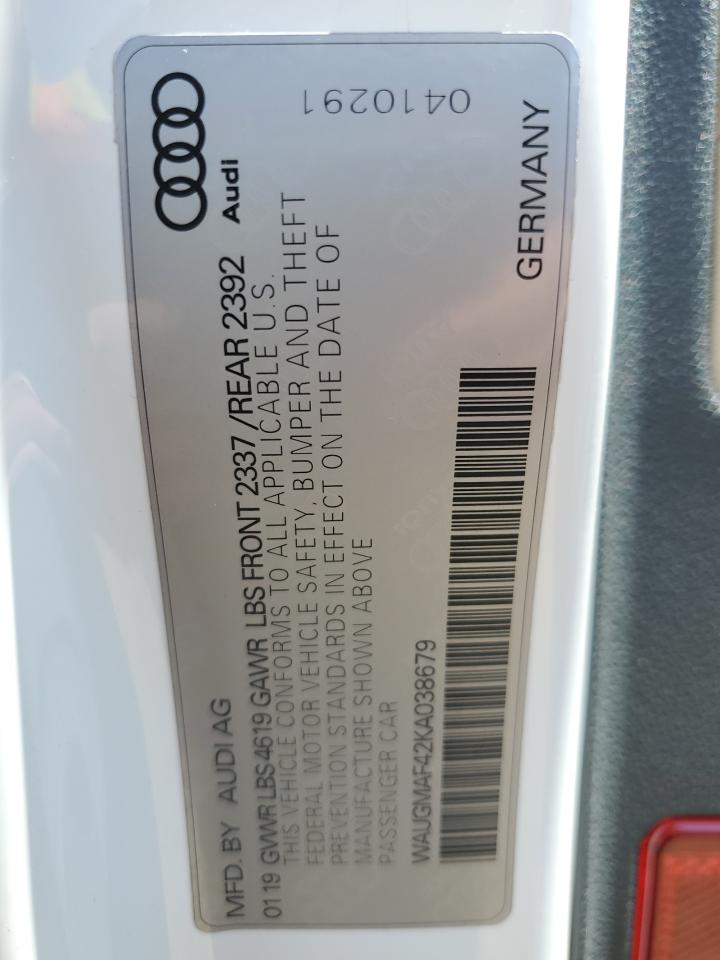 MFD. BY AUDI AG
Audi
01 19 GVWR LBS 4619 GAWR LBS FRONT 2337 /REAR 2392
THIS VEHICLE CONFORMS TO ALL APPLICABLE U.S.
FEDERAL MOTOR VEHICLE SAFETY, BUMPER AND THEFT
PREVENTION STANDARDS IN EFFECT ON THE DATE OF
MANUFACTURE SHOWN ABOVE
PASSENGER CAR
WAUGMAF42KA038679
0410291
GERMANY